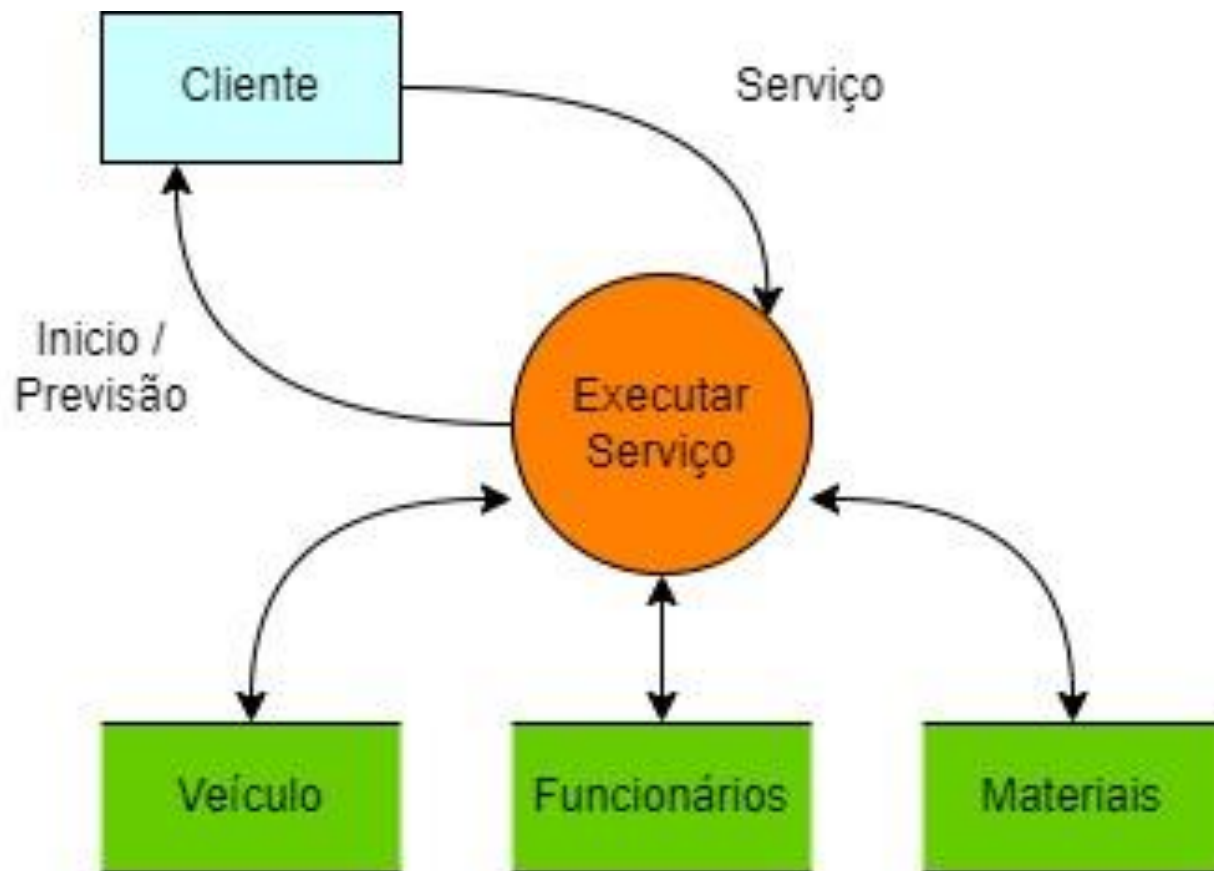 Cliente
Serviço
Inicio /
Previsão
Executar
Serviço
Veículo
Funcionários
Materiais